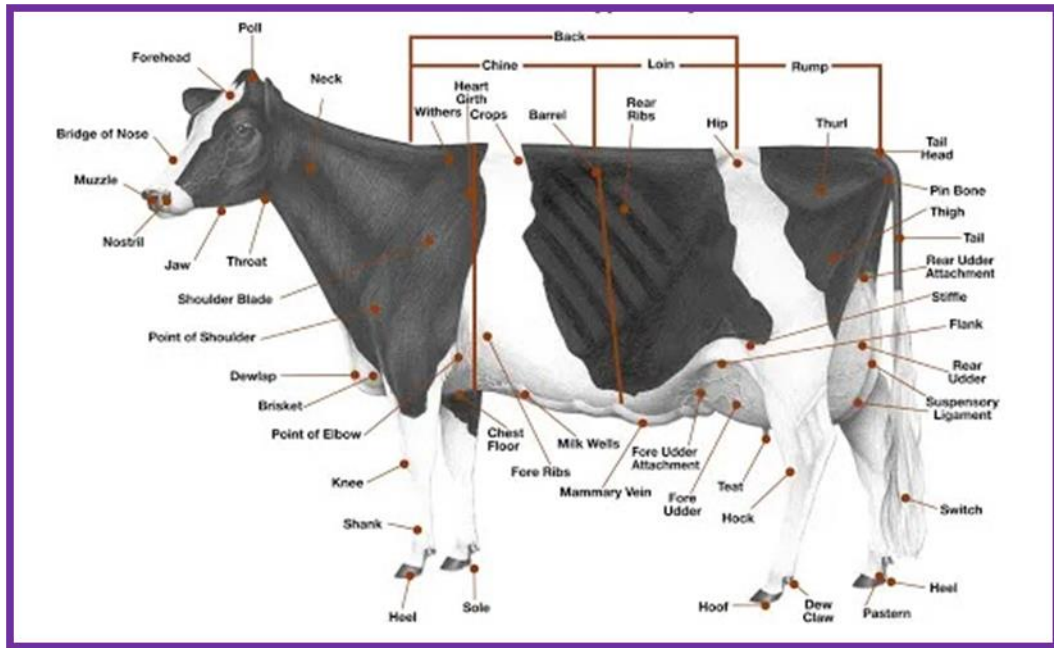 Back
Chine
Loin
Rump
Poll
Forehead
Neck
Bridge of Nose
Muzzle
Nostril
Jaw
Throat
Heart
Girth
Withers
Crops
Barrel
Rear
Ribs
Hip
Thurl
Tail
Head
Pin Bone
Thigh
Tail
Rear Udder
Attachment
Stiffle
Flank
Rear
Udder
Suspensory
Ligament
Switch
Shoulder Blade
Point of Shoulder
Dewlap
Brisket
Point of Elbow
Knee
Shank
Heel
Sole
Chest
Floor
Fore Ribs
Milk Wells
Mammary Vein
Fore Udder
Attachment
Fore
Udder
Teat
Hock
Hoof
Dew
Claw
Pastern
Heel